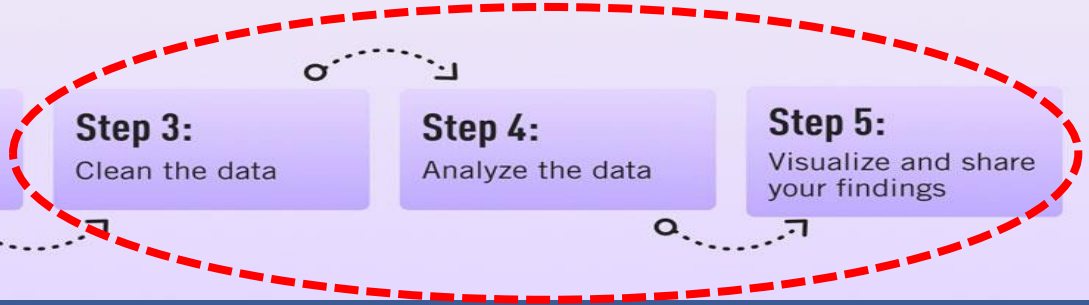 Step 3:
Clean the data
Step 4:
Analyze the data
Step 5:
Visualize and share
your findings